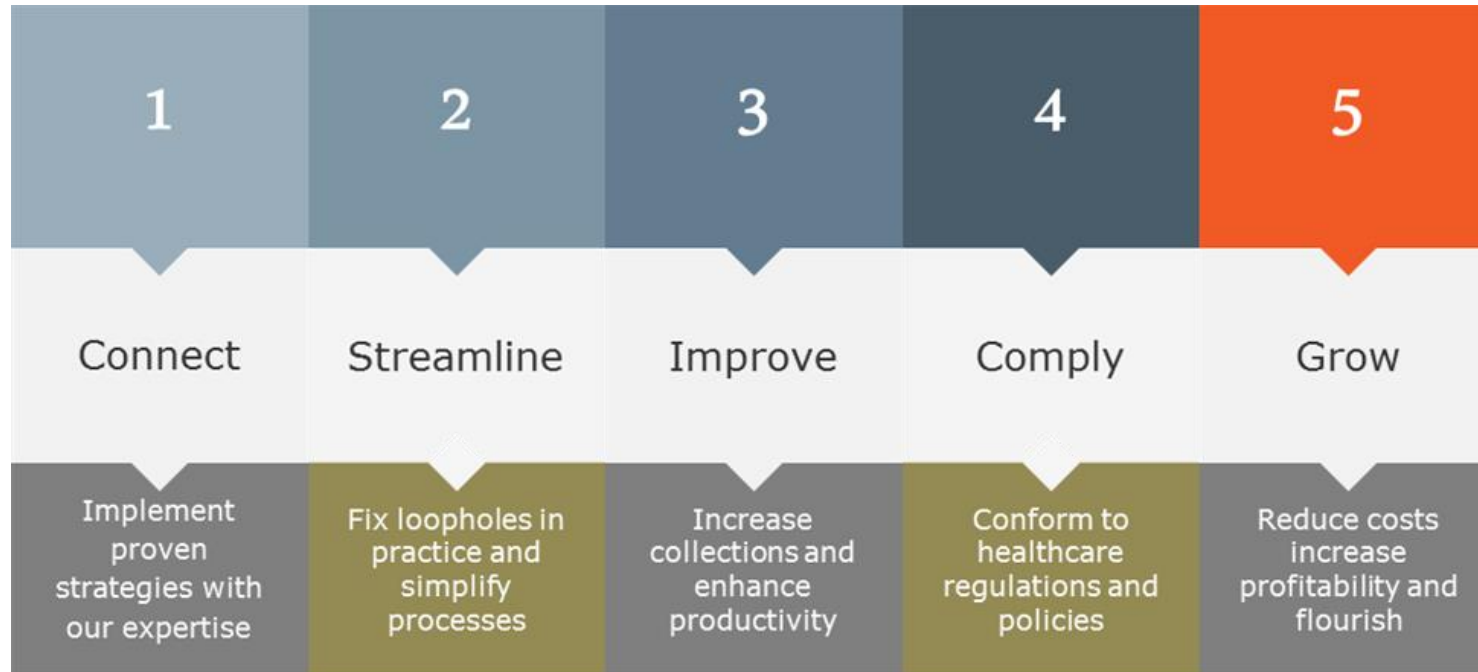 1
2
3
4
5
Connect
Streamline
Improve
Comply
Grow
Implement
proven
strategies with
our expertise
Fix loopholes in
practice and
simplify
processes
Increase
collections and
enhance
productivity
Conform to
healthcare
regulations and
policies
Reduce costs
increase
profitability and
flourish